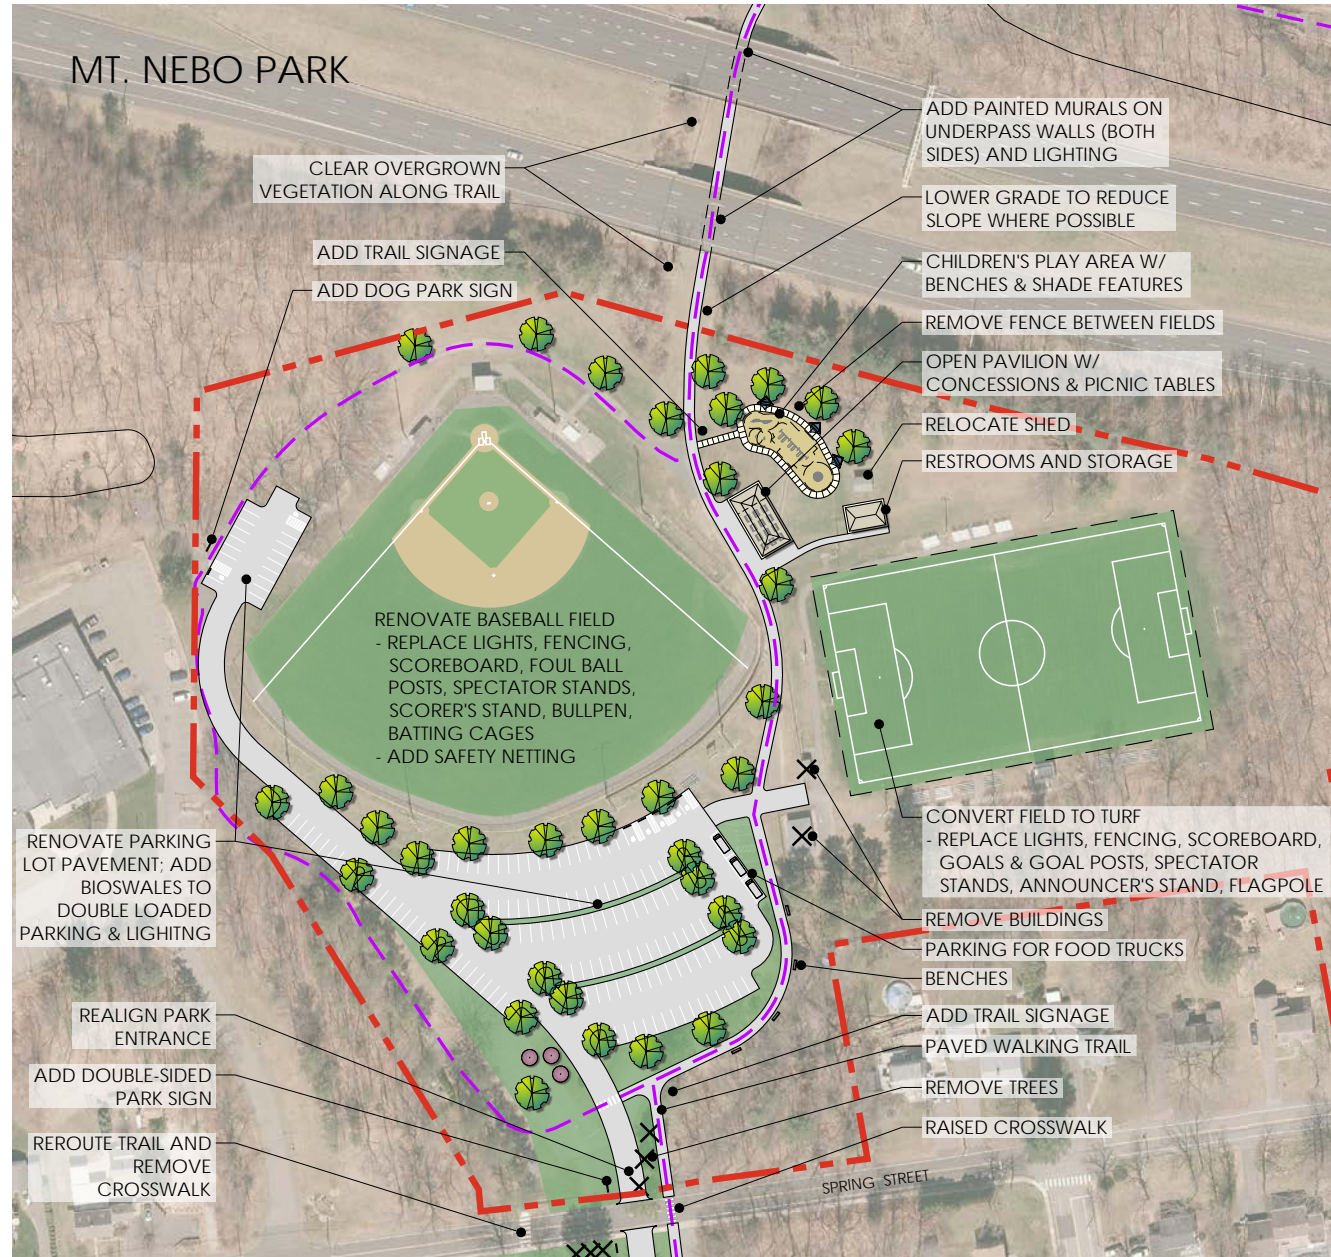 MT. NEBO PARK
CLEAR OVERGROWN
VEGETATION ALONG TRAIL
ADD TRAIL SIGNAGE
ADD DOG PARK SIGN
ADD PAINTED MURALS ON
UNDERPASS WALLS (BOTH
SIDES) AND LIGHTING
LOWER GRADE TO REDUCE
SLOPE WHERE POSSIBLE
CHILDREN'S PLAY AREA W/
BENCHES & SHADE FEATURES
REMOVE FENCE BETWEEN FIELDS
OPEN PAVILION W/
CONCESSIONS & PICNIC TABLES
RELOCATE SHED
RESTROOMS AND STORAGE
RENOVATE BASEBALL FIELD
- REPLACE LIGHTS, FENCING,
SCOREBOARD, FOUL BALL
POSTS, SPECTATOR STANDS,
SCORER'S STAND, BULLPEN,
BATTING CAGES
- ADD SAFETY NETTING
RENOVATE PARKING
LOT PAVEMENT; ADD
BIOSWALES TO
DOUBLE LOADED
PARKING & LIGHITNG
REALIGN PARK
ENTRANCE
ADD DOUBLE-SIDED
PARK SIGN
REROUTE TRAIL AND
REMOVE
CROSSWALK
CONVERT FIELD TO TURF
- REPLACE LIGHTS, FENCING, SCOREBOARD,
GOALS & GOAL POSTS, SPECTATOR
STANDS, ANNOUNCER'S STAND, FLAGPOLE
REMOVE BUILDINGS
PARKING FOR FOOD TRUCKS
BENCHES
ADD TRAIL SIGNAGE
PAVED WALKING TRAIL
REMOVE TREES
RAISED CROSSWALK
SPRING STREET